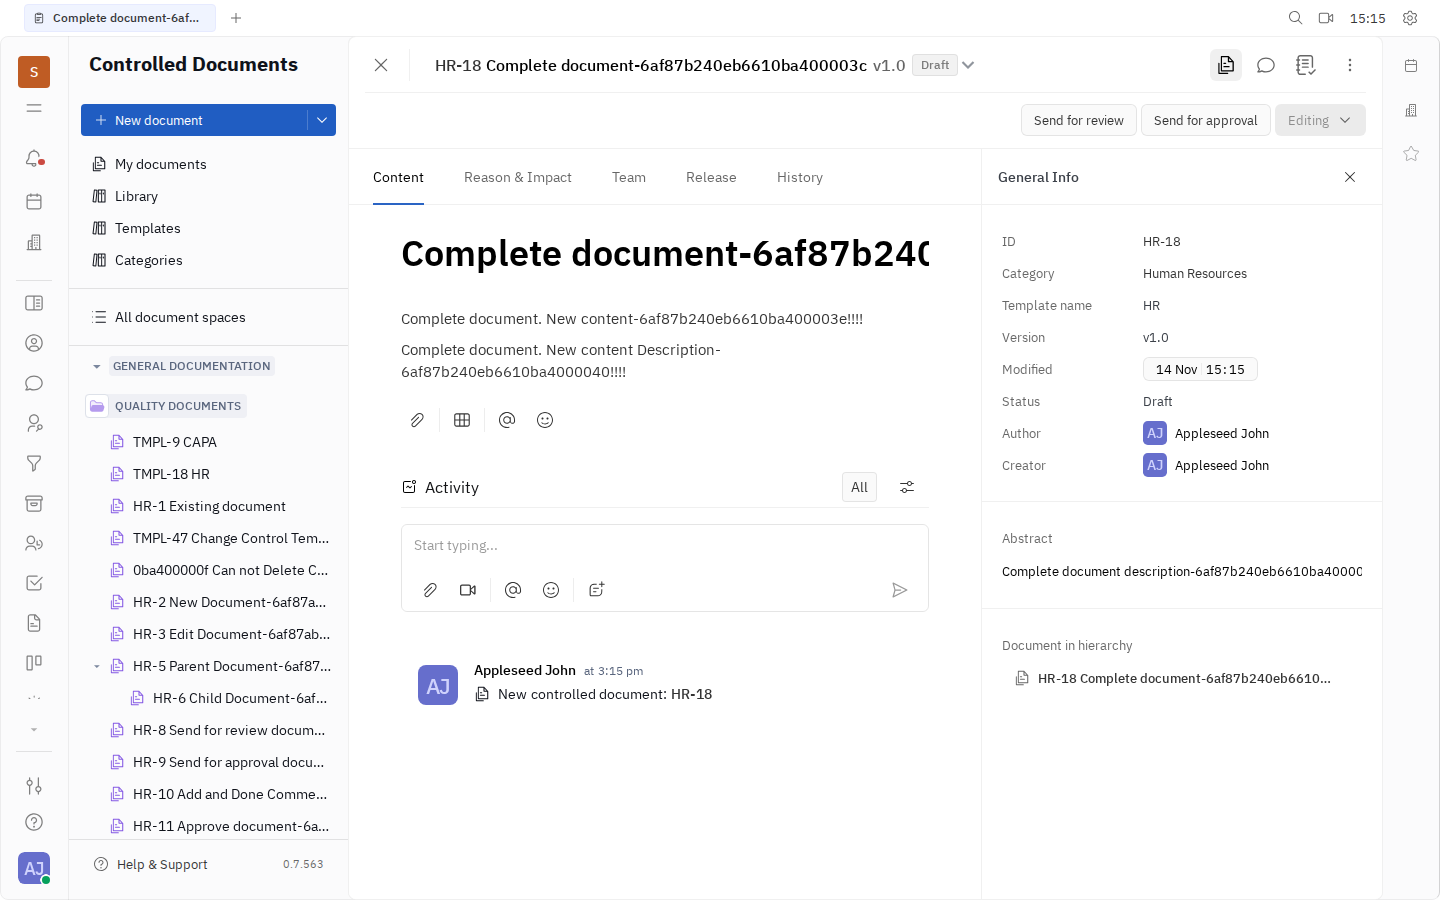 Complete document-6af...
15:15
S
Controlled Documents
New document
My documents
Library
Templates
Categories
All document spaces
GENERAL DOCUMENTATION
QUALITY DOCUMENTS
TMPL-9 CAPA
TMPL-18 HR
HR-1 Existing document
TMPL-47 Change Control Tem...
0ba400000f Can not Delete C...
HR-2 New Document-6af87a...
HR-3 Edit Document-6af87ab...
HR-5 Parent Document-6af87...
HR-6 Child Document-6af...
HR-8 Send for review docum...
HR-9 Send for approval docu...
HR-10 Add and Done Comme...
HR-11 Approve document-6a...
Help & Support 0.7.563
AJ
HR-18 Complete document-6af87b240eb6610ba400003c v1.0 Draft
Send for review Send for approval Editing
Content Reason & Impact Team Release History
Complete document-6af87b240
Complete document. New content-6af87b240eb6610ba400003e!!!!
Complete document. New content Description-
6af87b240eb6610ba4000040!!!!
Activity All
Start typing...
AJ Appleseed John at 3:15 pm
New controlled document: HR-18
General Info
ID HR-18
Category Human Resources
Template name HR
Version v1.0
Modified 14 Nov 15:15
Status Draft
Author AJ Appleseed John
Creator AJ Appleseed John
Abstract
Complete document description-6af87b240eb6610ba40000
Document in hierarchy
HR-18 Complete document-6af87b240eb6610...